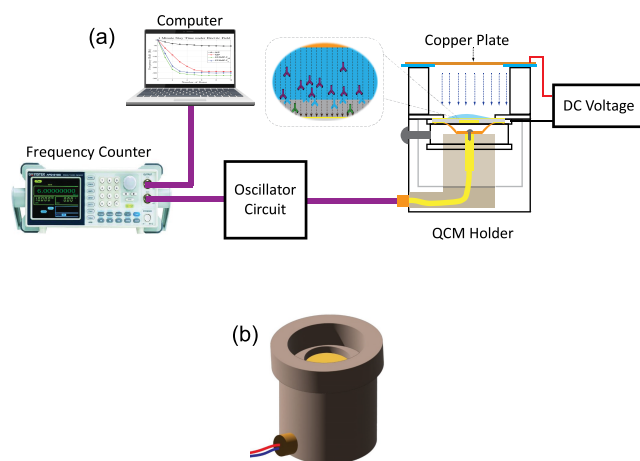 Computer
(a)
Copper Plate
DC Voltage
Frequency Counter
Oscillator
Circuit
QCM Holder
(b)